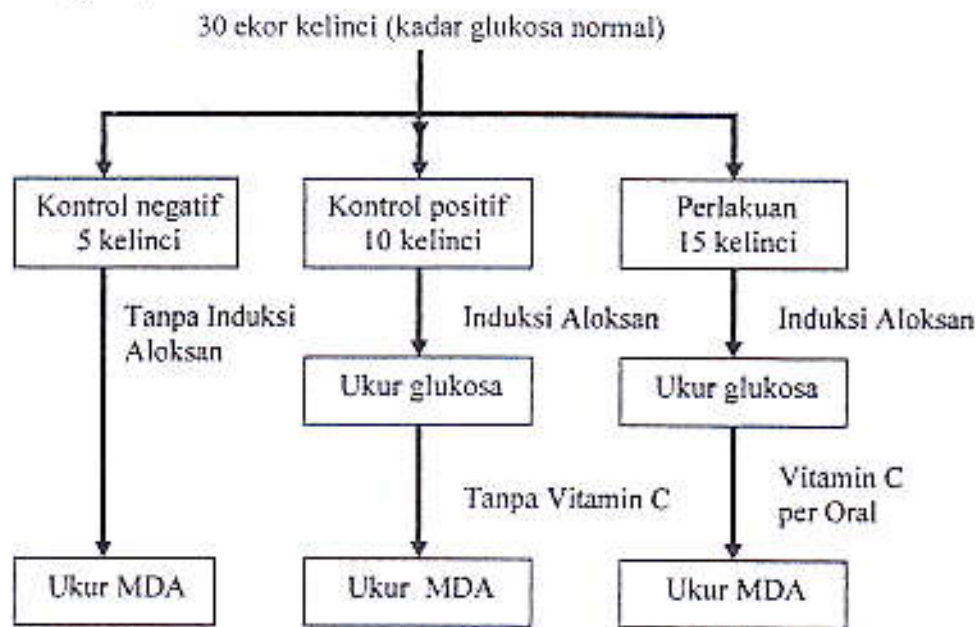 30 ekor kelinci (kadar glukosa normal)
Kontrol negatif
5 kelinci
Kontrol positif
10 kelinci
Perlakuan
15 kelinci
Tanpa Induksi
Aloksan
Induksi Aloksan
Induksi Aloksan
Ukur glukosa
Ukur glukosa
Tanpa Vitamin C
Vitamin C
per Oral
Ukur MDA
Ukur MDA
Ukur MDA